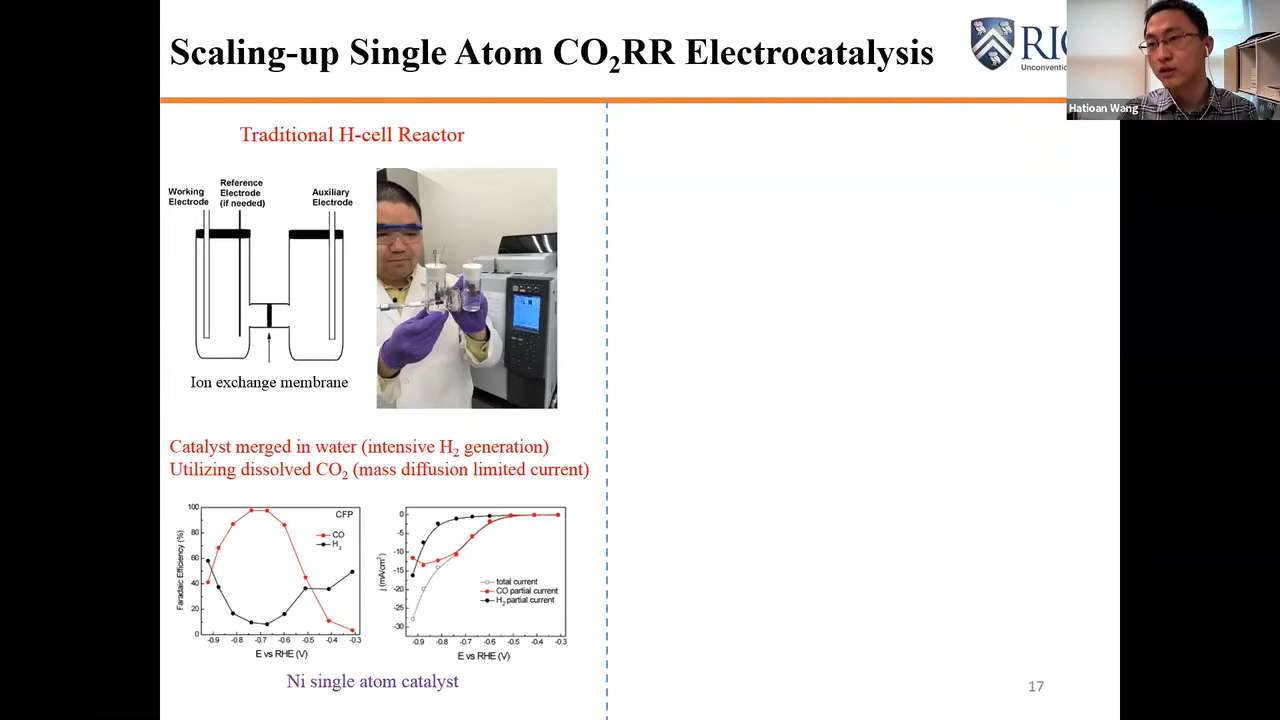 Scaling-up Single Atom CO₂RR Electrocatalysis
Unconventio
Hatioan Wang
Traditional H-cell Reactor
Working
Electrode
Reference
Electrode
(if needed)
Auxiliary
Electrode
Ion exchange membrane
Catalyst merged in water (intensive H₂ generation)
Utilizing dissolved CO₂ (mass diffusion limited current)
CFP
CO
H₂
Faradaic Efficiency (%)
100
80
60
40
20
0
-0.9 -0.8 -0.7 -0.6 -0.5 -0.4 -0.3
E vs RHE (V)
j (mA/cm²)
0
-5
-10
-15
-20
-25
-30
total current
CO partial current
H₂ partial current
-0.9 -0.8 -0.7 -0.6 -0.5 -0.4 -0.3
E vs RHE (V)
Ni single atom catalyst
17